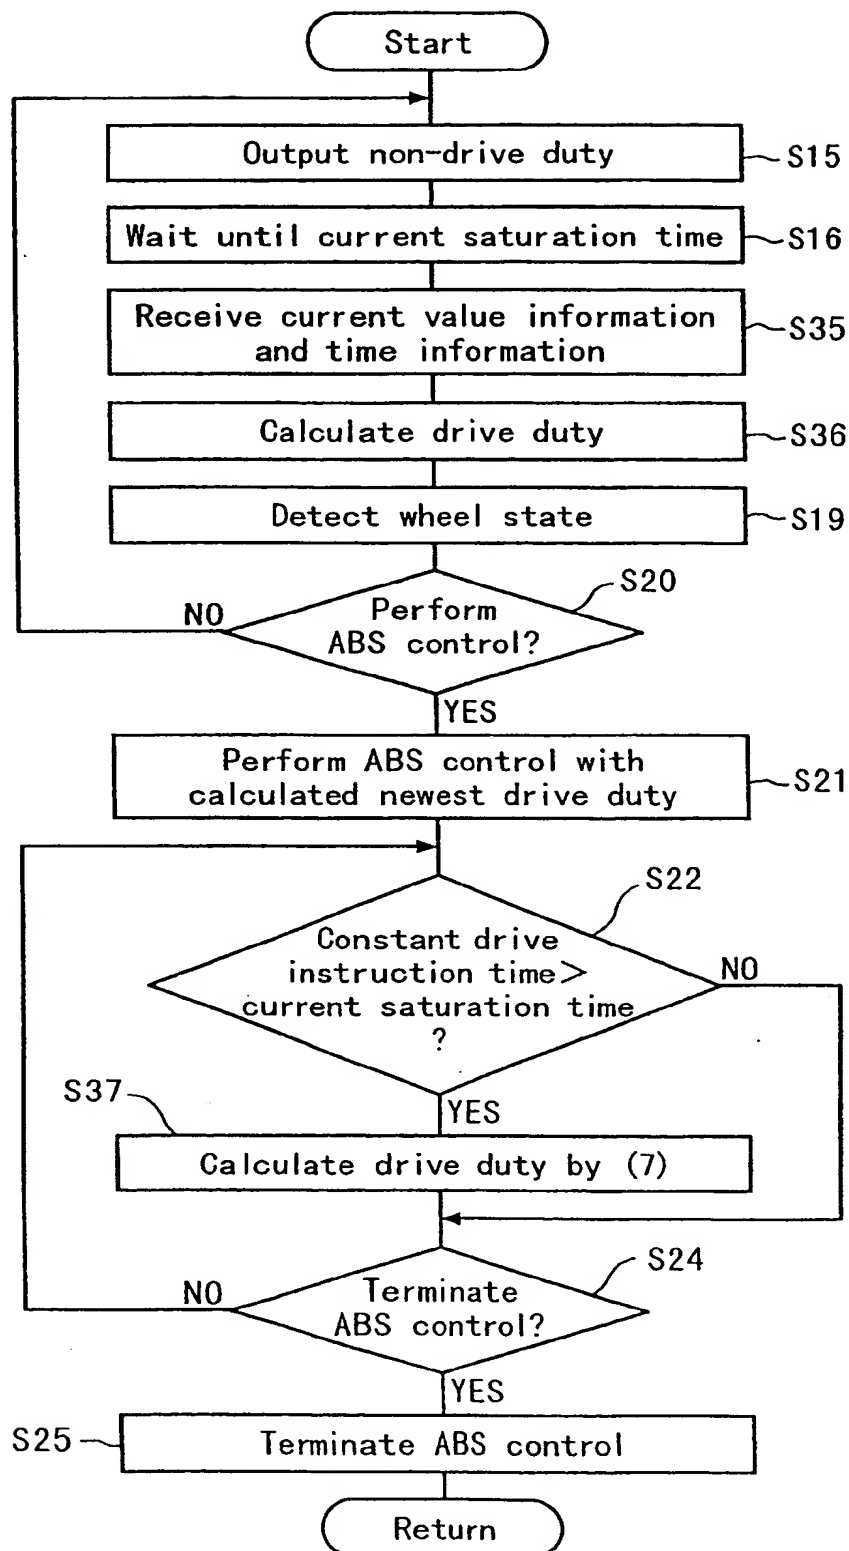 Start
Output non-drive duty
S15
Wait until current saturation time
S16
Receive current value information
and time information
S35
Calculate drive duty
S36
Detect wheel state
S19
S20
Perform
ABS control?
NO
YES
Perform ABS control with
calculated newest drive duty
S21
S22
Constant drive
instruction time>
current saturation time
?
NO
YES
S37
Calculate drive duty by (7)
S24
Terminate
ABS control?
NO
YES
S25
Terminate ABS control
Return